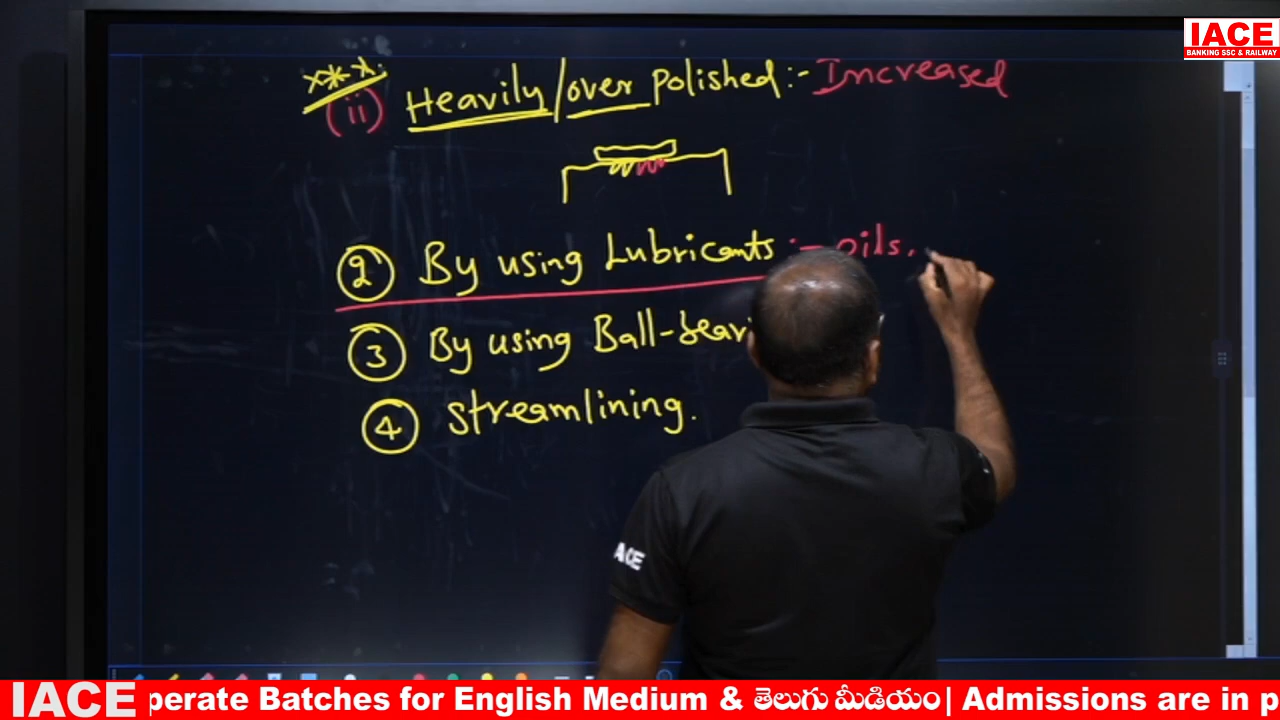 IACE
BANKING SSC & RAILWAY
(ii) Heavily/over Polished:- Increased
2 By using Lubricants :- oils,
3 By using Ball-beari
4 streamlining.
IACE
IACE perate Batches for English Medium & తెలుగు మీడియం| Admissions are in p